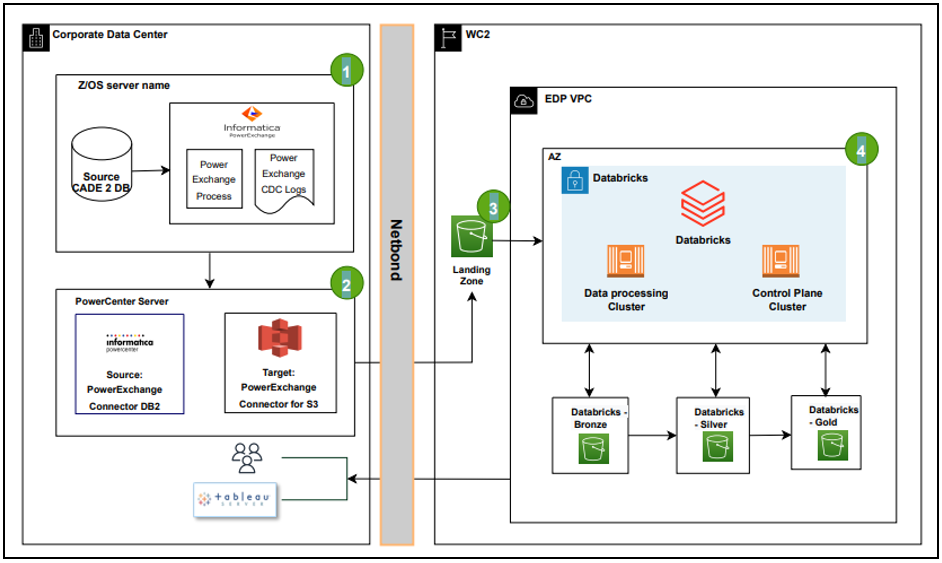 Corporate Data Center
1
Z/OS server name
Source
CADE 2 DB
Informatica
PowerExchange
Power
Exchange
Process
Power
Exchange
CDC Logs
2
PowerCenter Server
informatica
powercenter
Source:
PowerExchange
Connector DB2
Target:
PowerExchange
Connector for S3
+ableau
SERVER
Netbond
WC2
3
Landing
Zone
EDP VPC
4
AZ
Databricks
Databricks
Data processing
Cluster
Control Plane
Cluster
Databricks -
Bronze
Databricks
- Silver
Databricks
- Gold